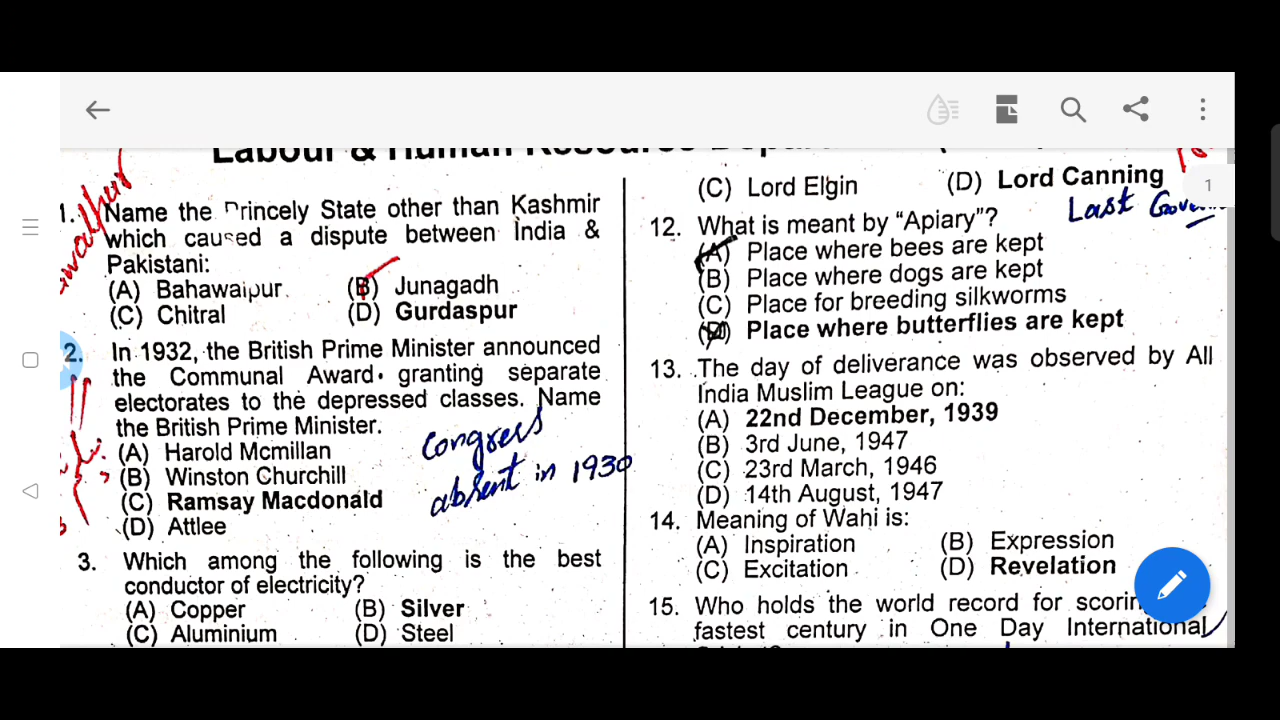 Labour & Human Resource
1. Name the Princely State other than Kashmir
which caused a dispute between India &
Pakistani:
(A) Bahawalpur (B) Junagadh
(C) Chitral (D) Gurdaspur
2. In 1932, the British Prime Minister announced
the Communal Award granting separate
electorates to the depressed classes. Name
the British Prime Minister.
(A) Harold Mcmillan
(B) Winston Churchill
(C) Ramsay Macdonald
(D) Attlee
Congress
absent in 1930
3. Which among the following is the best
conductor of electricity?
(A) Copper (B) Silver
(C) Aluminium (D) Steel
1
(C) Lord Elgin (D) Lord Canning
Last
12. What is meant by "Apiary"?
(A) Place where bees are kept
(B) Place where dogs are kept
(C) Place for breeding silkworms
(D) Place where butterflies are kept
13. The day of deliverance was observed by All
India Muslim League on:
(A) 22nd December, 1939
(B) 3rd June, 1947
(C) 23rd March, 1946
(D) 14th August, 1947
14. Meaning of Wahi is:
(A) Inspiration (B) Expression
(C) Excitation (D) Revelation
15. Who holds the world record for
fastest century in One Day International